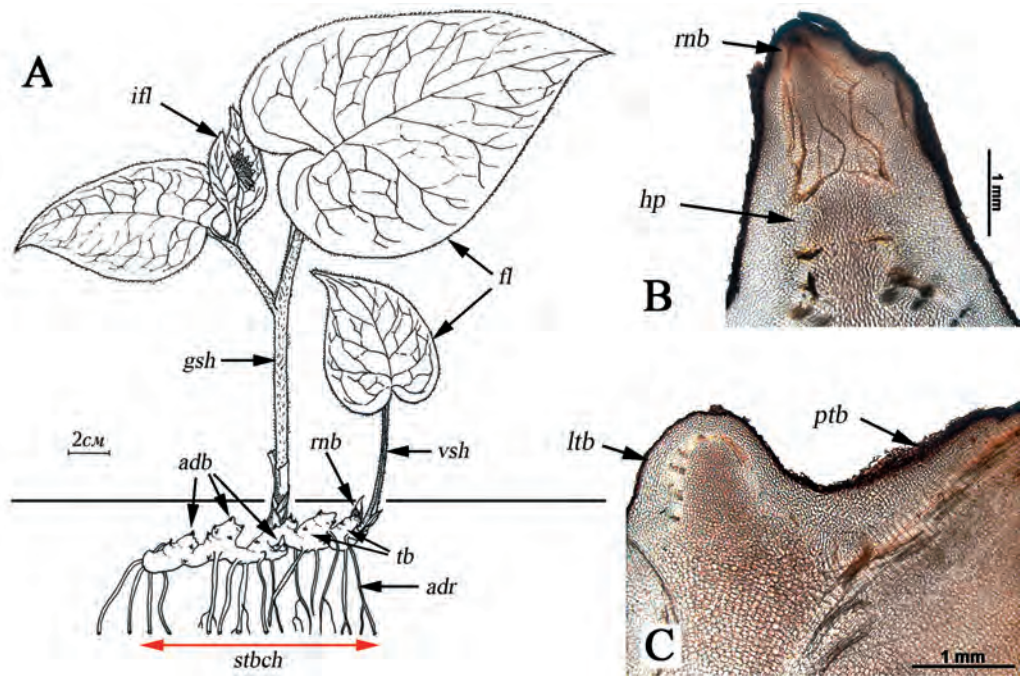 A
ifl
fl
gsh
2см
rnb
vsh
adb
tb
adr
stbch
rnb
hp
1 mm
B
ltb
ptb
C
1 mm